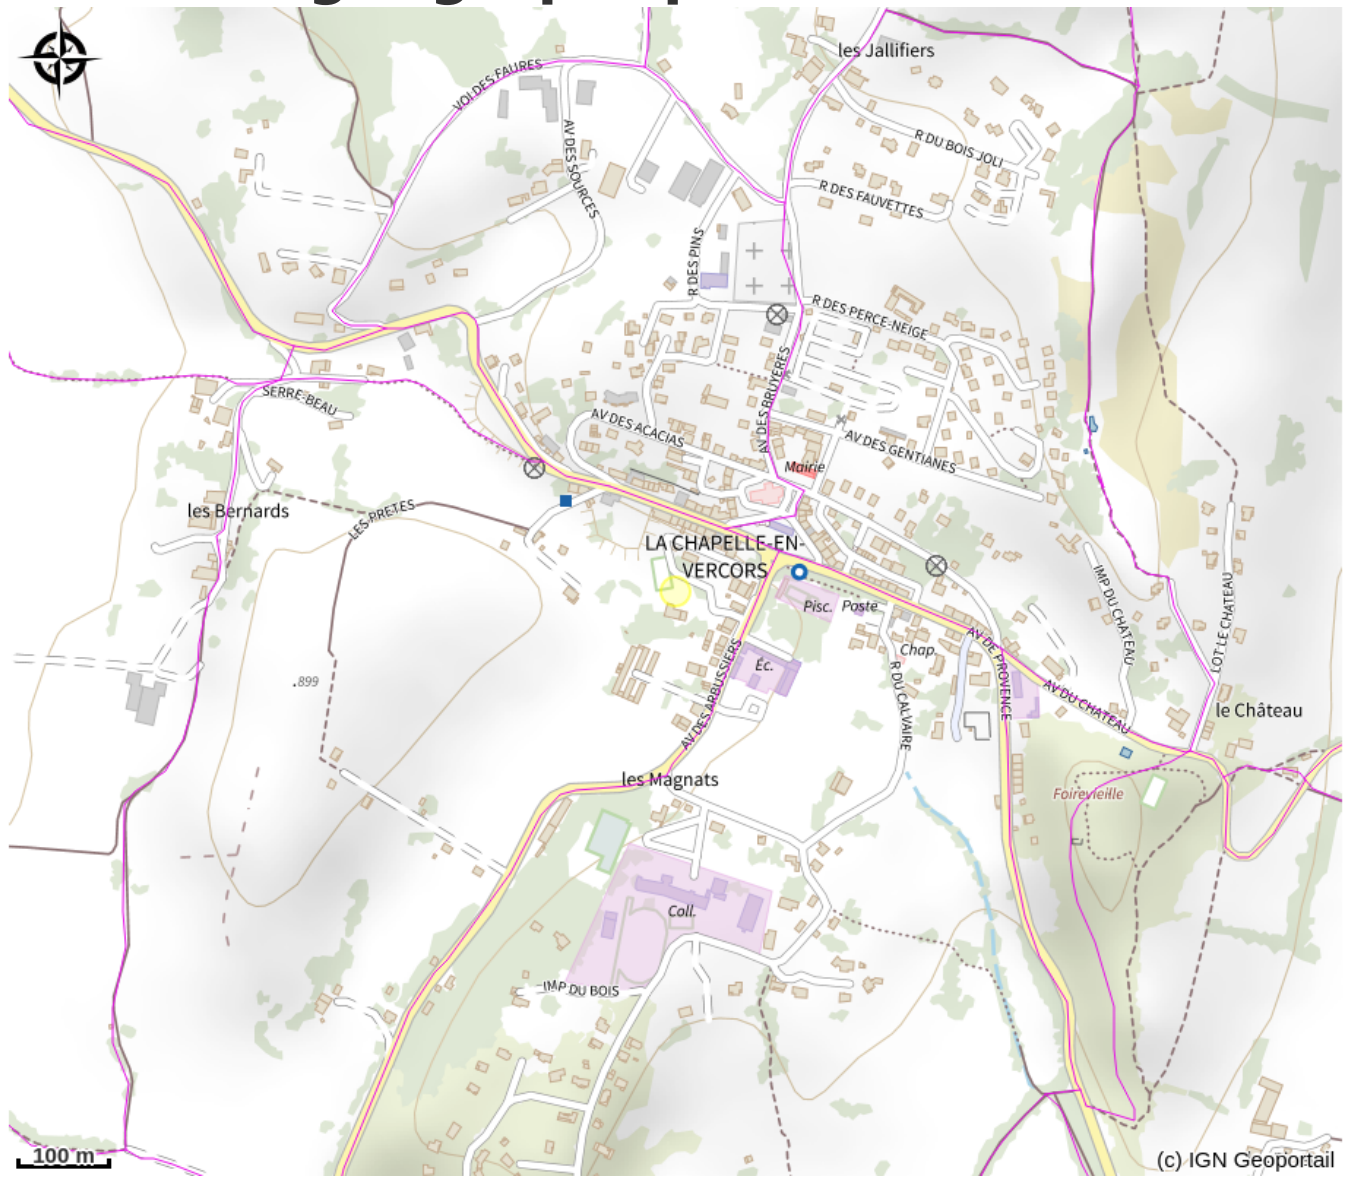 les Jallifiers
VOI DES FAURES
AV DES SOURCES
R DU BOIS JOLI
R DES FAUVETTES
R DES PINS
R DES PERCE-NEIGE
AV DES BRUYERES
SERRE-BEAU
AV DES ACACIAS
AV DES GENTIANES
Mairie
les Bernards
LES PRETES
LA CHAPELLE-EN-
VERCORS
Pisc.
Poste
IMP DU CHATEAU
LOT LE CHATEAU
Chap.
Éc.
AV DES ARBUSSIERS
R DU CALVAIRE
AV DE PROVENCE
.899
AV DU CHATEAU
le Château
les Magnats
Foirevieille
Coll.
IMP DU BOIS
100 m
(c) IGN Geoportail